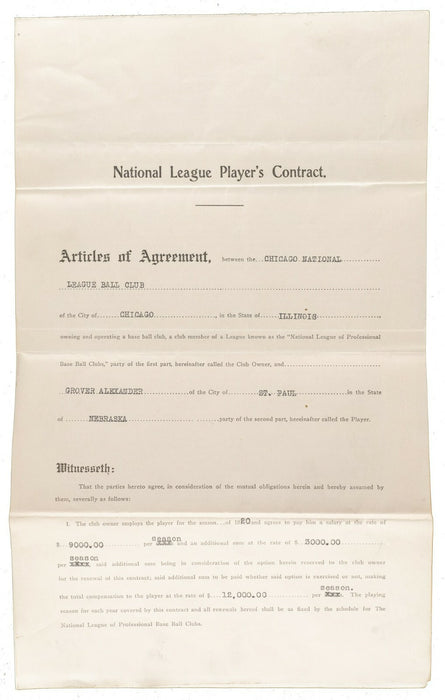 National League Player's Contract.
Articles of Agreement, between the CHICAGO NATIONAL
LEAGUE BALL CLUB
of the City of CHICAGO in the State of ILLINOIS
owning and operating a base ball club, a club member of a League known as the "National League of Professional
Base Ball Clubs," party of the first part, hereinafter called the Club Owner, and
GROVER ALEXANDER of the City of ST. PAUL in the State
of NEBRASKA party of the second part, hereinafter called the Player.
Witnesseth:
That the parties hereto agree, in consideration of the mutual obligations herein and hereby assumed by
them, severally as follows:
1. The club owner employs the player for the season of 1920 and agrees to pay him a salary at the rate of
season
$ 9000.00 per xxx and an additional sum at the rate of $ 3000.00
season
per xxxx, said additional sum being in consideration of the option herein reserved to the club owner
for the renewal of this contract; said additional sum to be paid whether said option is exercised or not, making
season.
the total compensation to the player at the rate of $ 12,000.00 per xxx. The playing
season for each year covered by this contract and all renewals hereof shall be as fixed by the schedule for The
National League of Professional Base Ball Clubs.